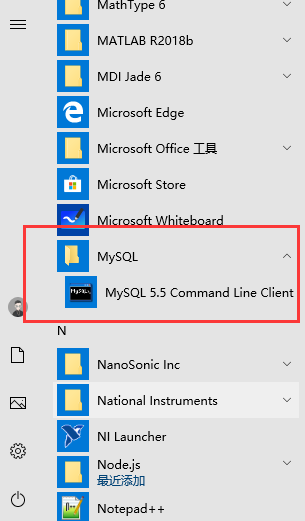 MathType 6
MATLAB R2018b
MDI Jade 6
Microsoft Edge
Microsoft Office 工具
Microsoft Store
Microsoft Whiteboard
MySQL
MySQL 5.5 Command Line Client
N
NanoSonic Inc
National Instruments
NI Launcher
Node.js
最近添加
Notepad++